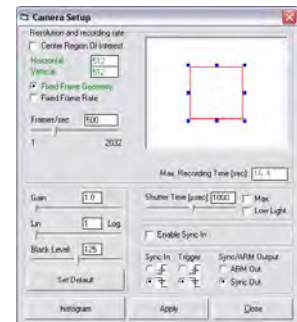 Camera Setup
Resolution and recording rate
Center Region Of Interest
Horizontal 512
Vertical 512
Fixed Frame Geometry
Fixed Frame Rate
Frames/sec 500
1 2032
Max. Recording Time [sec]: 16.4
Gain 1.0
Lin 1 Log
Black Level 125
Set Default
Shutter Time [µsec] 1000 Max
Low Light
Enable Sync In
Sync In Trigger Sync/ARM Output
ARM Out
Sync Out
histogram Apply Close